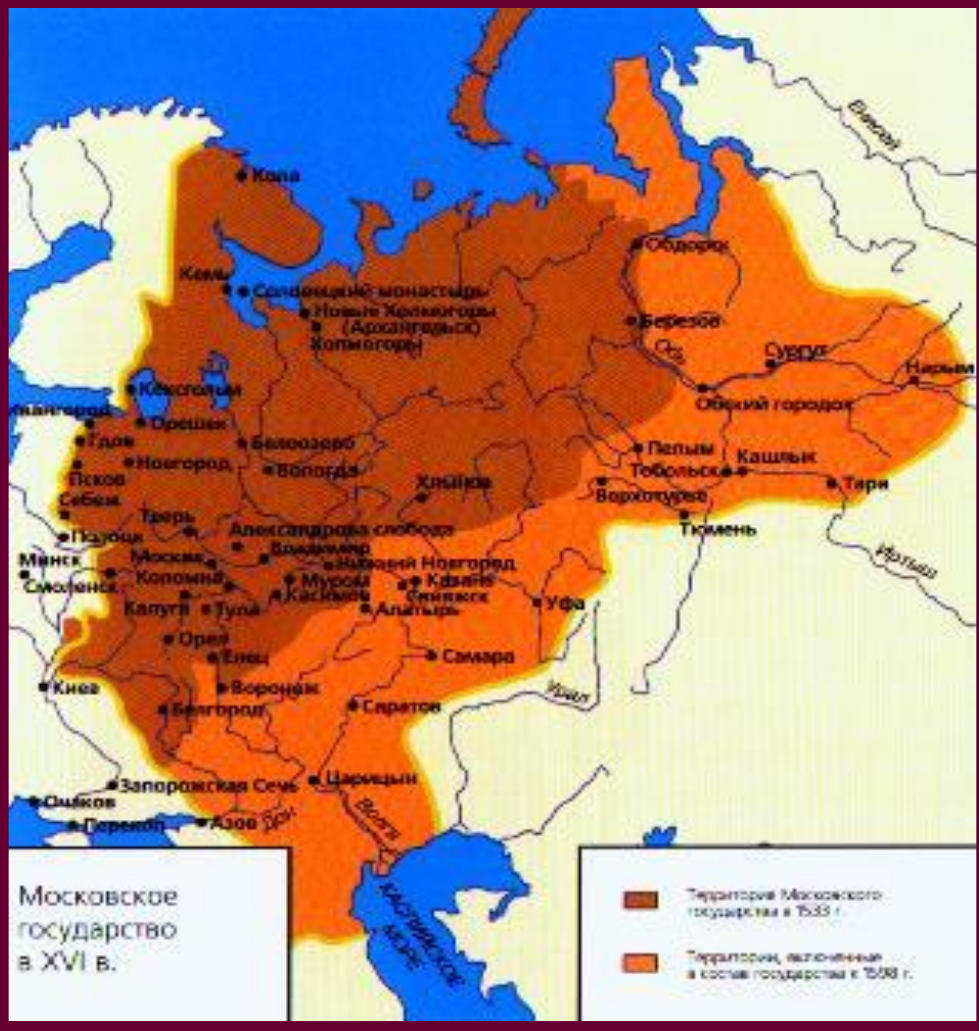 Енисей
Кола
Обдорск
Кемь
Соловецкий монастырь
Новые Холмогоры
(Архангельск)
Холмогоры
Березов
Обь
Сургут
Нарым
Кексгольм
Обский городок
Ивангород
Орешек
Гдов
Белоозеро
Пелым
Новгород
Вологда
Тобольск
Кашлык
Псков
Хлынов
Верхотурье
Тара
Себеж
Тверь
Александрова слобода
Тюмень
Полоцк
Москва
Владимир
Нижний Новгород
Иртыш
Минск
Смоленск
Коломна
Муром
Казань
Свияжск
Калуга
Тула
Касимов
Алатырь
Уфа
Орел
Елец
Самара
Киев
Воронеж
Урал
Белгород
Саратов
Запорожская Сечь
Царицын
Очаков
Перекоп
Азов
Дон
Волга
КАСПИЙСКОЕ
МОРЕ
Московское
государство
в XVI в.
Территория Московского
государства в 1533 г.
Территории, включенные
в состав государства к 1598 г.